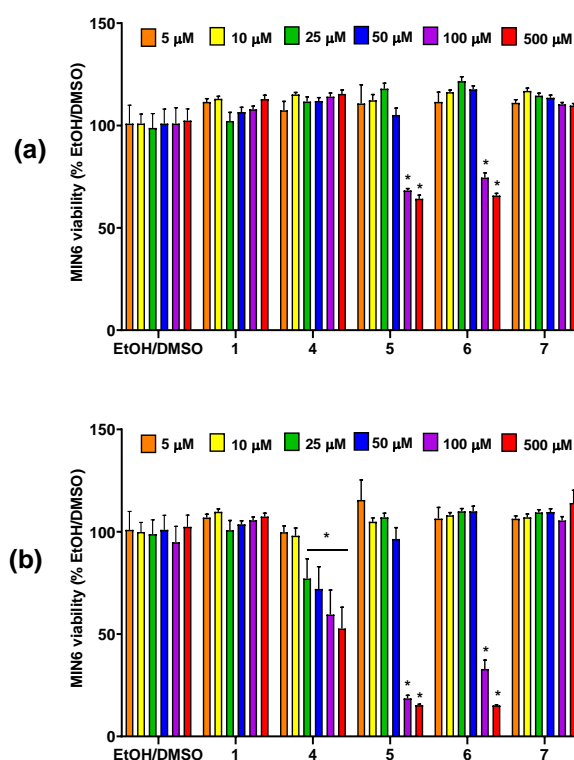 (a)
MIN6 viability (% EtOH/DMSO)
150
5 µM 10 µM 25 µM 50 µM 100 µM 500 µM
100
50
0
* * * *
EtOH/DMSO 1 4 5 6 7
(b)
MIN6 viability (% EtOH/DMSO)
150
5 µM 10 µM 25 µM 50 µM 100 µM 500 µM
100
*
50
* * * *
0
EtOH/DMSO 1 4 5 6 7